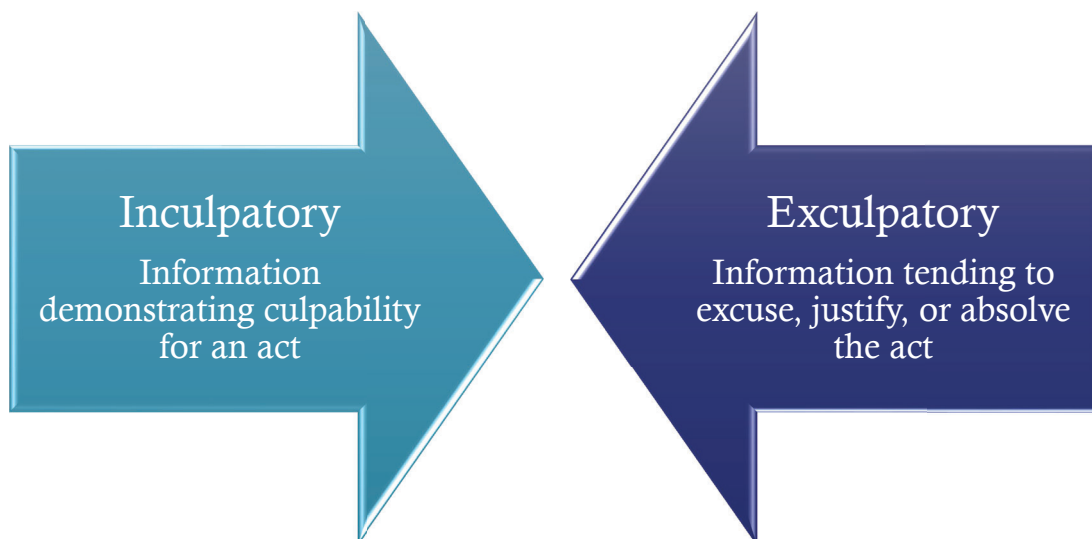 Inculpatory
Information
demonstrating culpability
for an act
Exculpatory
Information tending to
excuse, justify, or absolve
the act